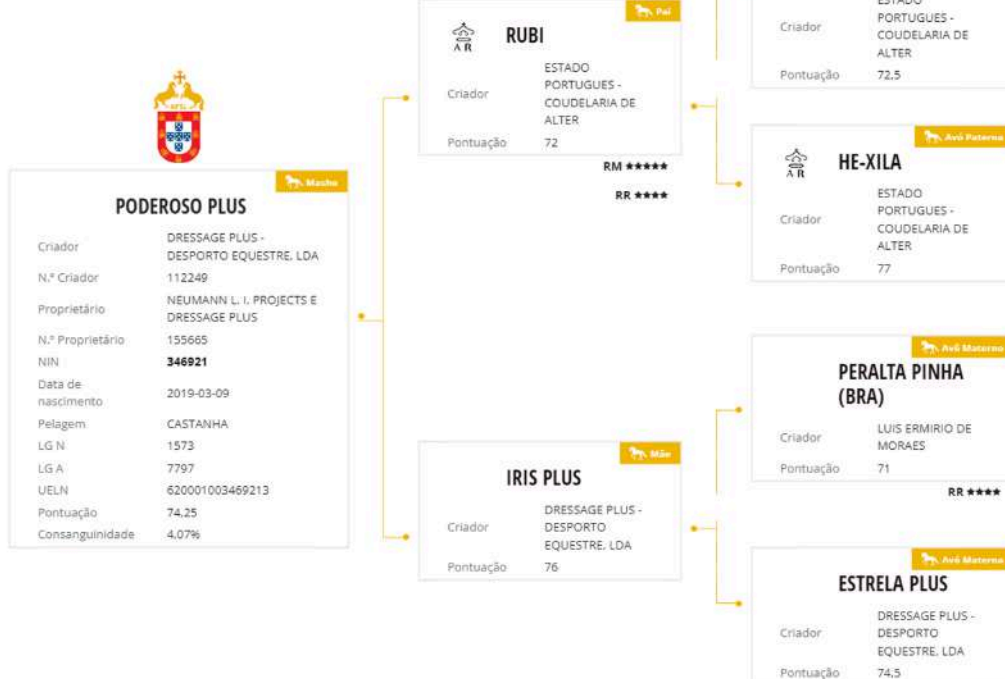 Pai
RUBI
AR
Criador
ESTADO
PORTUGUES -
COUDELARIA DE
ALTER
Pontuação 72
RM ★★★★★
RR ★★★★
ESTADO
Criador
PORTUGUES -
COUDELARIA DE
ALTER
Pontuação 72,5
Avó Paterna
HE-XILA
AR
Criador
ESTADO
PORTUGUES -
COUDELARIA DE
ALTER
Pontuação 77
APSL
Macho
PODEROSO PLUS
Criador
DRESSAGE PLUS -
DESPORTO EQUESTRE, LDA
N.º Criador 112249
Proprietário
NEUMANN L. I. PROJECTS E
DRESSAGE PLUS
N.º Proprietário 155665
NIN 346921
Data de
nascimento
2019-03-09
Pelagem CASTANHA
LG N 1573
LG A 7797
UELN 620001003469213
Pontuação 74,25
Consanguinidade 4,07%
Mãe
IRIS PLUS
Criador
DRESSAGE PLUS -
DESPORTO
EQUESTRE, LDA
Pontuação 76
Avô Materno
PERALTA PINHA
(BRA)
Criador
LUIS ERMIRIO DE
MORAES
Pontuação 71
RR ★★★★
Avó Materna
ESTRELA PLUS
Criador
DRESSAGE PLUS -
DESPORTO
EQUESTRE, LDA
Pontuação 74,5